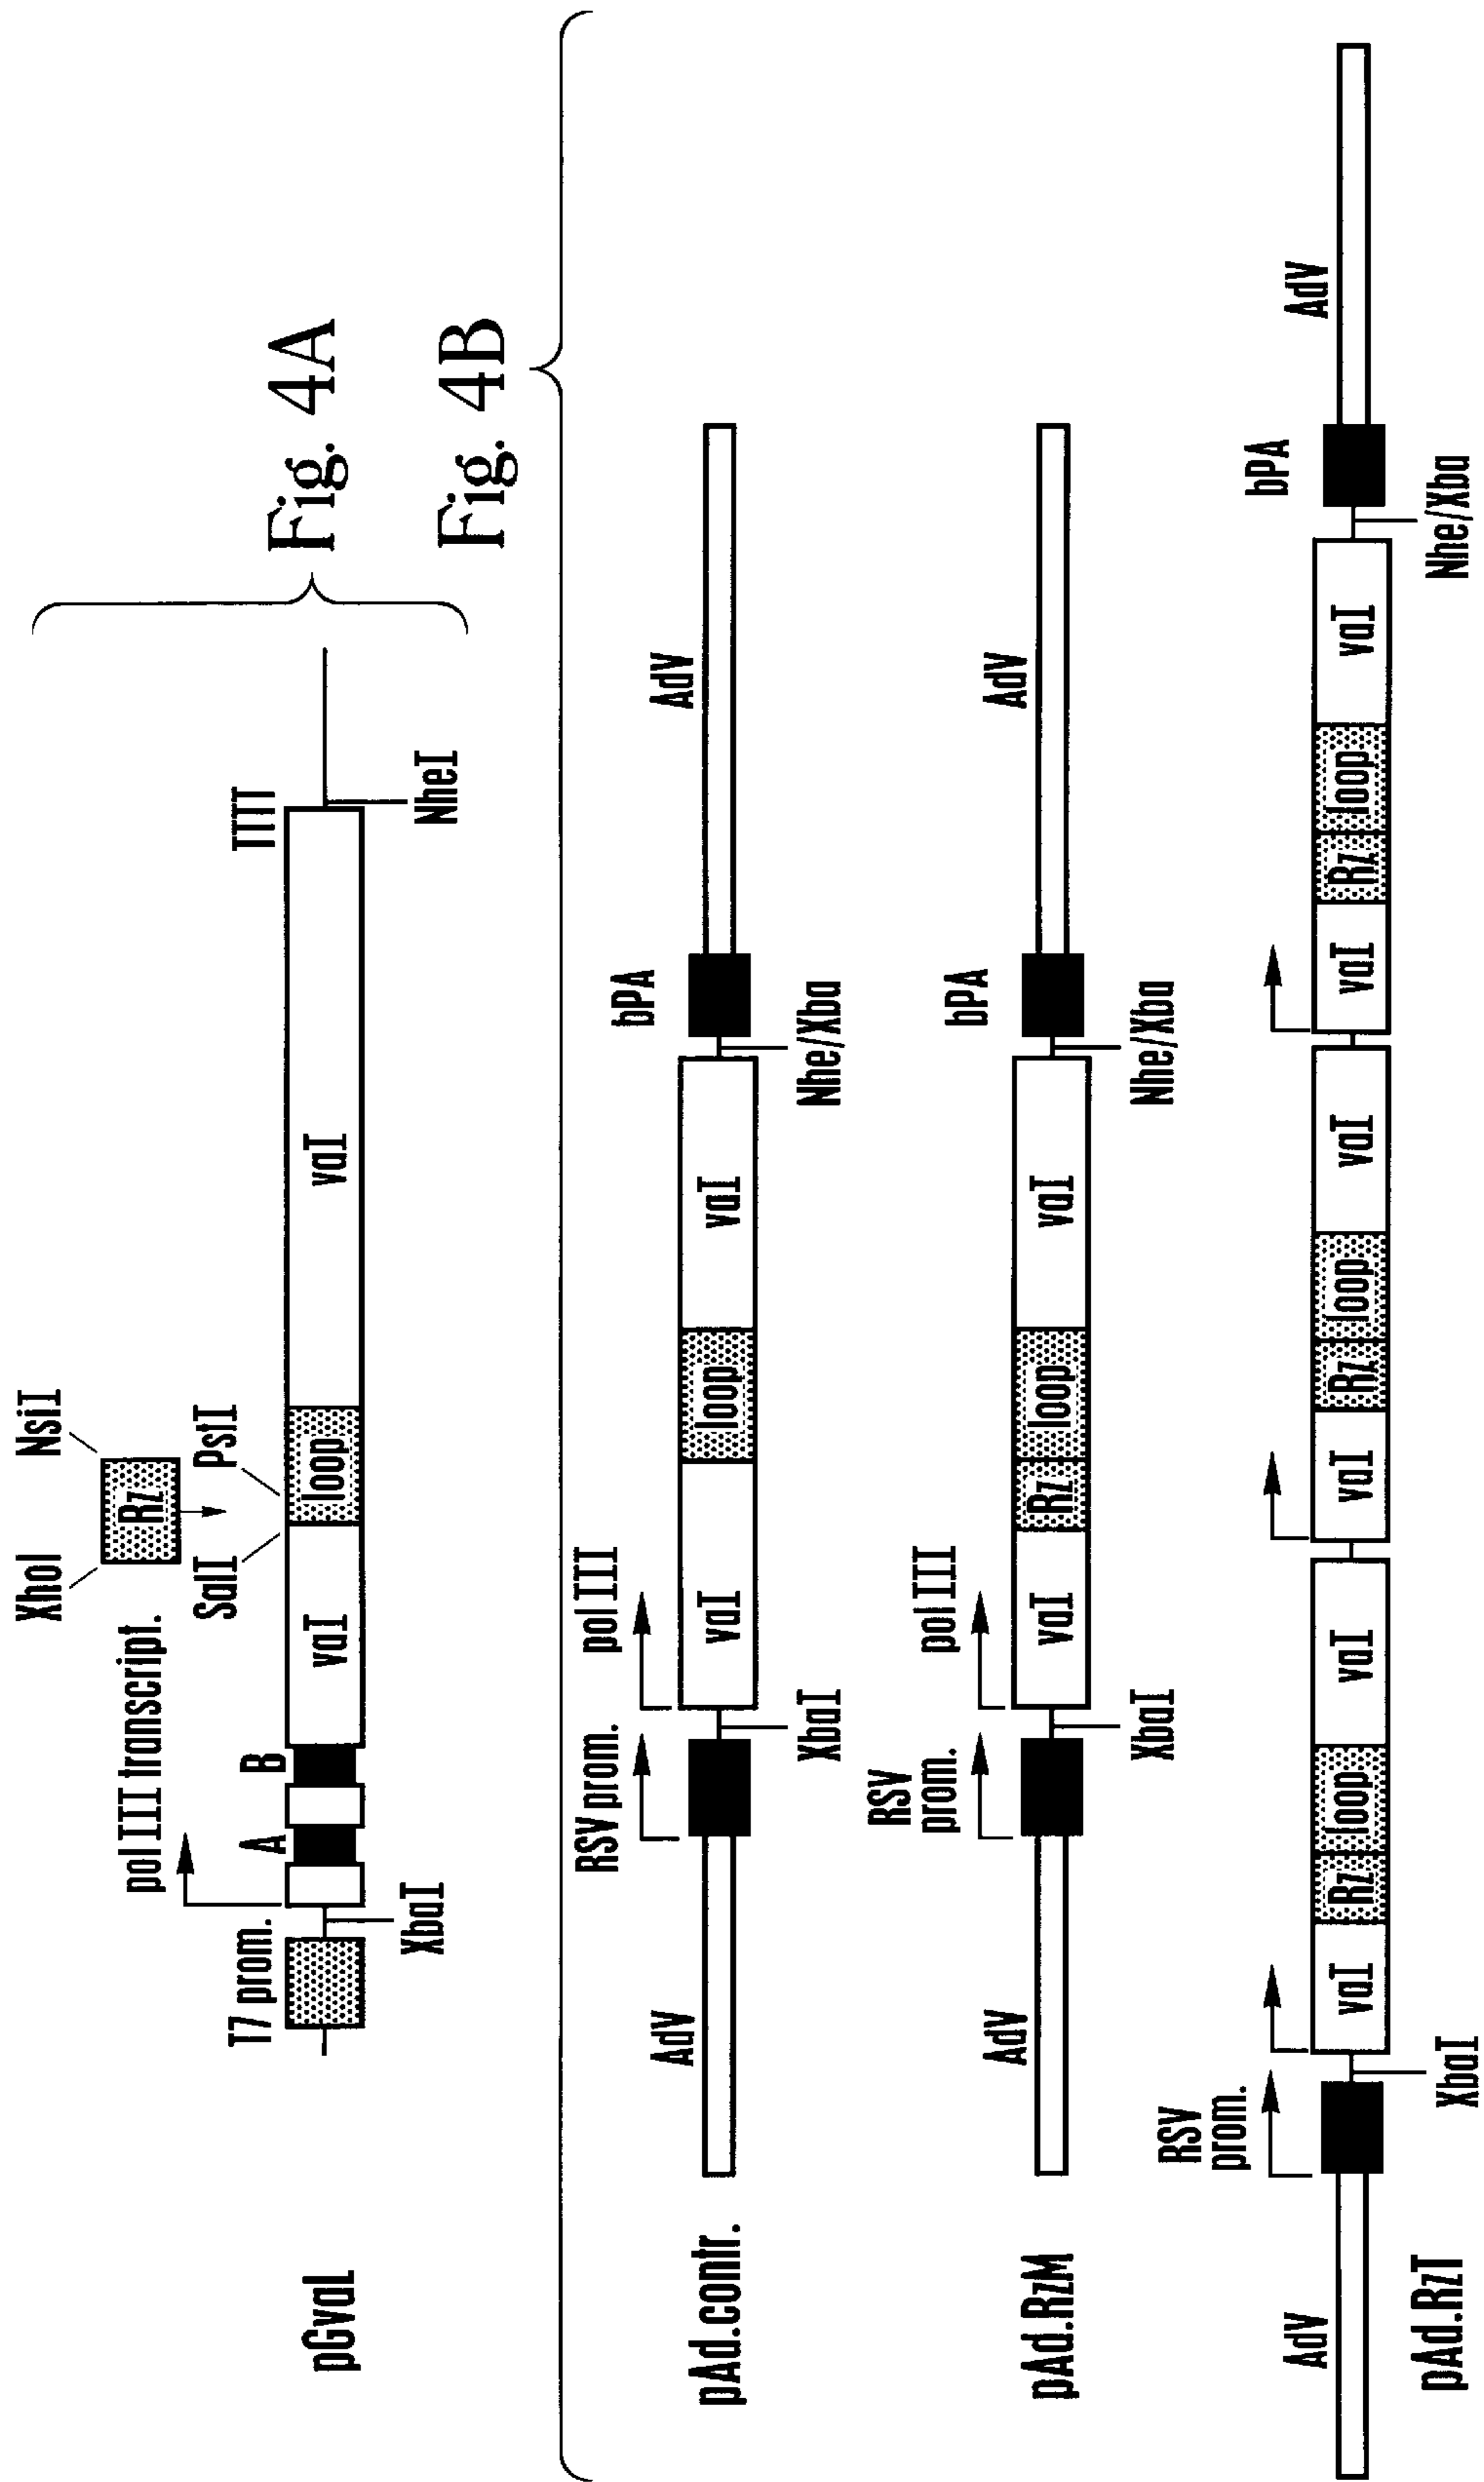 Fig. 4A
XhoI
NsiI
Rz
pol III transcript.
SalI
PstI
T7 prom.
A
B
TTTT
pGvaL
vaI
loop
vaI
XbaI
NheI
Fig. 4B
RSV prom.
pol III
bPA
AdV
AdV
pAd.contr.
vaI
loop
vaI
XbaI
Nhe/Xba
RSV
prom.
pol III
bPA
AdV
AdV
pAd.RzM
vaI
Rz
loop
vaI
XbaI
Nhe/Xba
RSV
prom.
bPA
AdV
AdV
vaI
Rz
loop
vaI
vaI
Rz
loop
vaI
vaI
Rz
loop
vaI
pAd.RzT
XbaI
Nhe/Xba